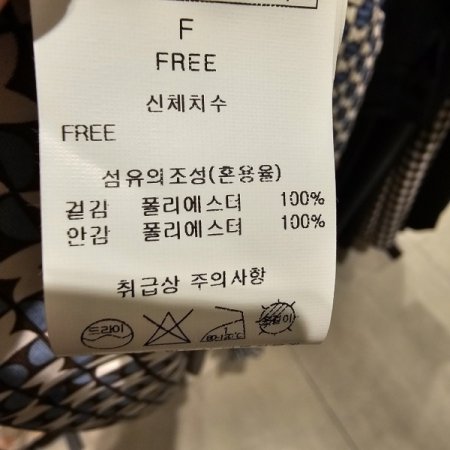 F
FREE
신체치수
FREE
섬유의조성(혼용율)
겉감 폴리에스터 100%
안감 폴리에스터 100%
취급상 주의사항
드라이